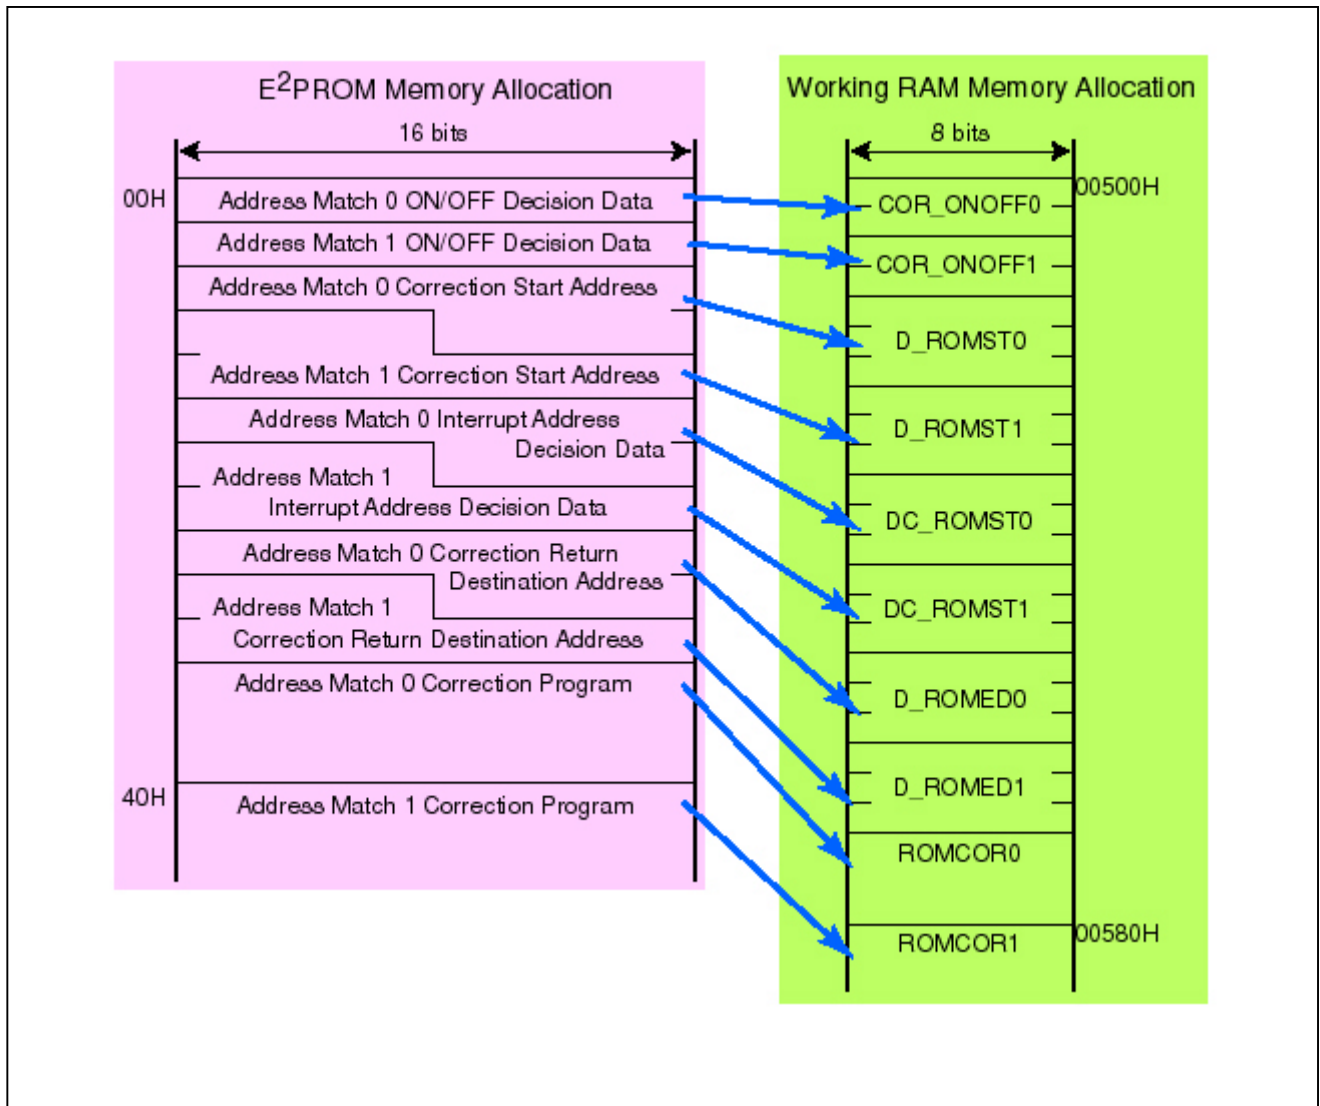 E2PROM Memory Allocation
16 bits
00H
Address Match 0 ON/OFF Decision Data
Address Match 1 ON/OFF Decision Data
Address Match 0 Correction Start Address
Address Match 1 Correction Start Address
Address Match 0 Interrupt Address
Decision Data
Address Match 1
Interrupt Address Decision Data
Address Match 0 Correction Return
Destination Address
Address Match 1
Correction Return Destination Address
Address Match 0 Correction Program
40H
Address Match 1 Correction Program
Working RAM Memory Allocation
8 bits
00500H
COR_ONOFF0
COR_ONOFF1
D_ROMST0
D_ROMST1
DC_ROMST0
DC_ROMST1
D_ROMED0
D_ROMED1
ROMCOR0
00580H
ROMCOR1